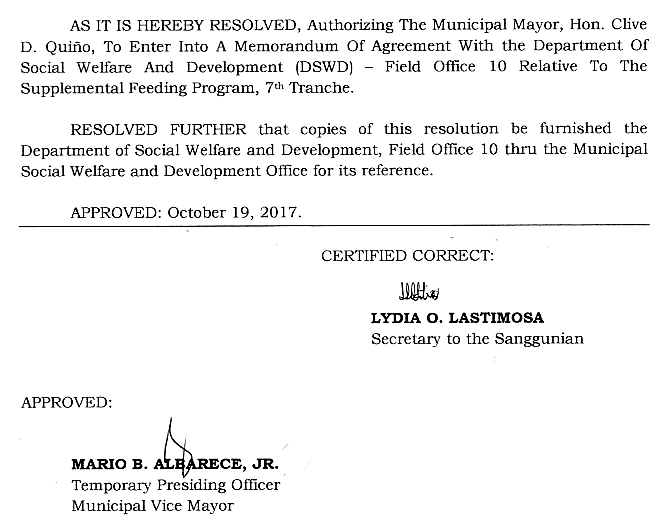 AS IT IS HEREBY RESOLVED, Authorizing The Municipal Mayor, Hon. Clive
D. Quiño, To Enter Into A Memorandum Of Agreement With the Department Of
Social Welfare And Development (DSWD) – Field Office 10 Relative To The
Supplemental Feeding Program, 7th Tranche.
RESOLVED FURTHER that copies of this resolution be furnished the
Department of Social Welfare and Development, Field Office 10 thru the Municipal
Social Welfare and Development Office for its reference.
APPROVED: October 19, 2017.
CERTIFIED CORRECT:
LYDIA O. LASTIMOSA
Secretary to the Sanggunian
APPROVED:
MARIO B. ALBARECE, JR.
Temporary Presiding Officer
Municipal Vice Mayor